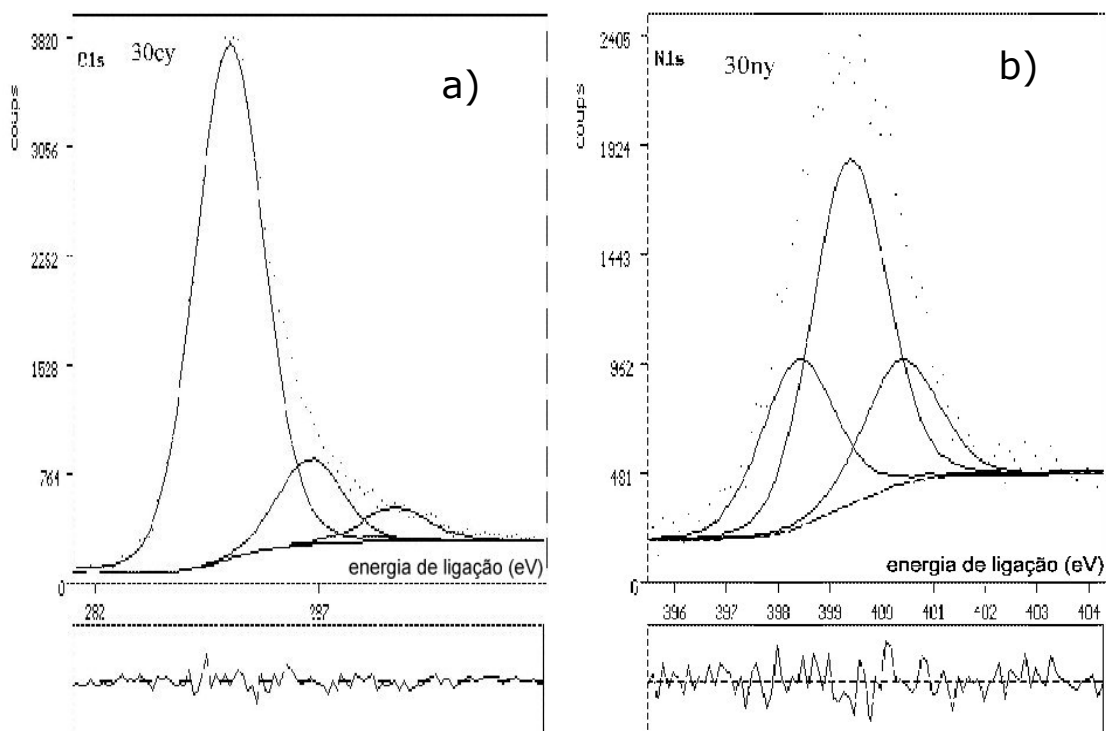 3820
C1s 30cy
a)
coups
3056
2292
1528
764
energia de ligação (eV)
0
282 287
2405
N1s 30ny
b)
coups
1924
1443
962
481
energia de ligação (eV)
0
396 397 398 399 400 401 402 403 404